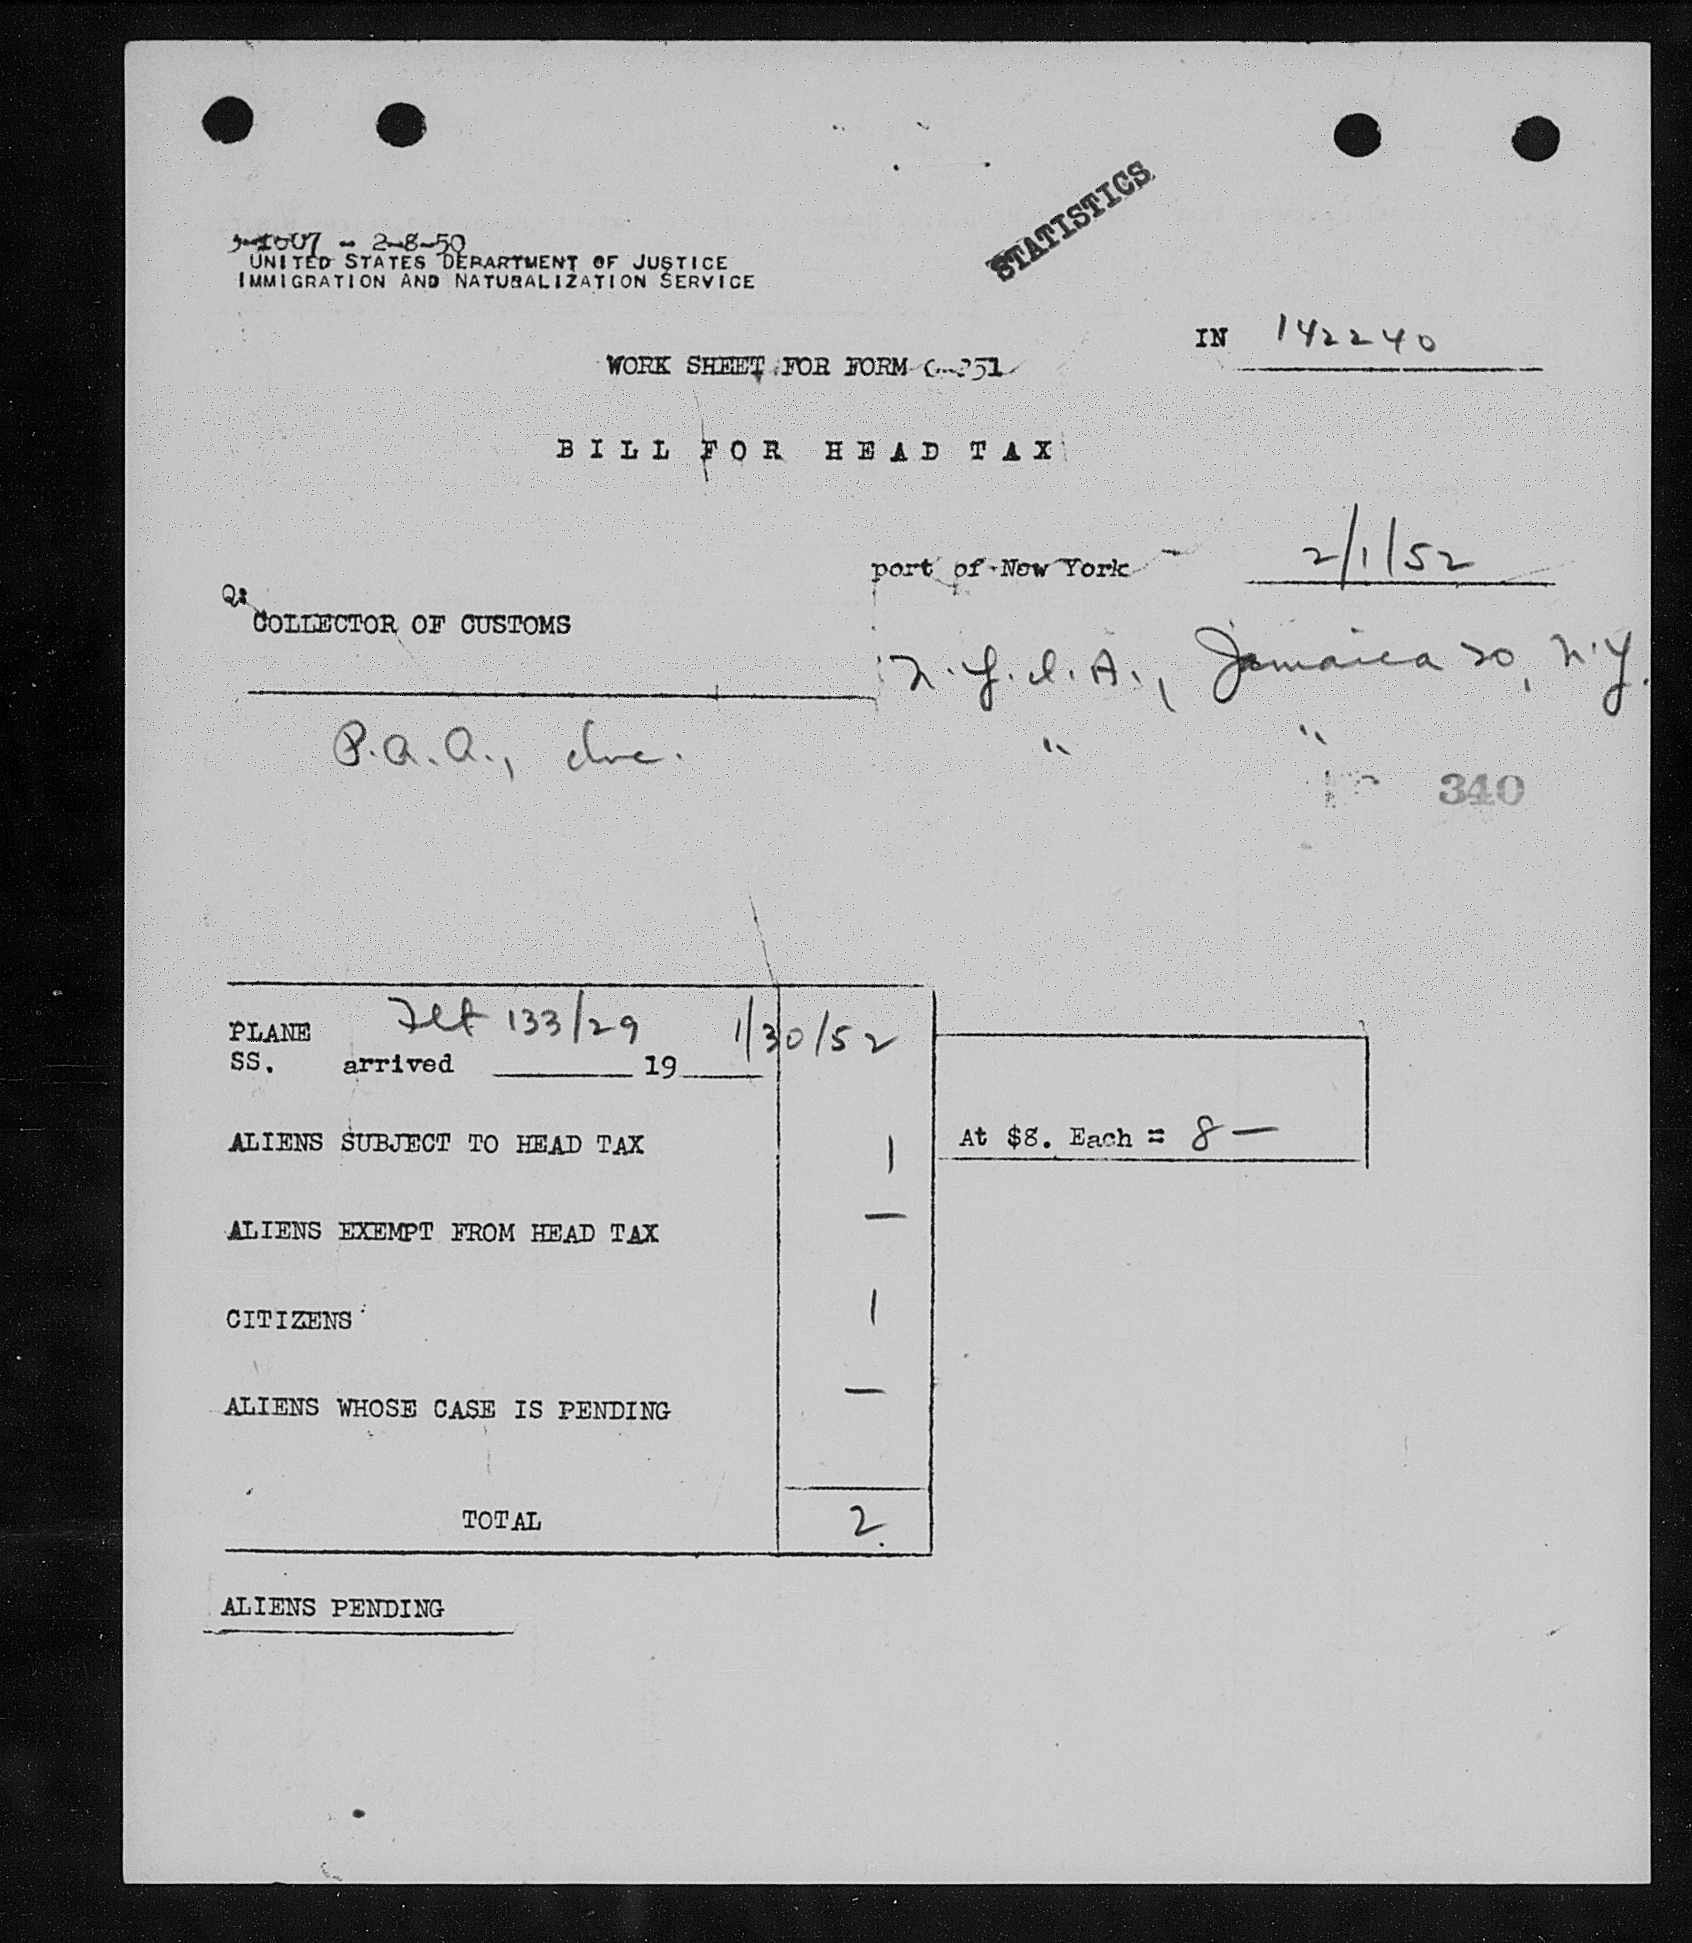 STATISTICS
- 2-8-50
UNITED STATES DEPARTMENT OF JUSTICE
IMMIGRATION AND NATURALIZATION SERVICE
IN 142240
WORK SHEET FOR FORM G-251
BILL FOR HEAD TAX
port of New York 2/1/52
COLLECTOR OF CUSTOMS
N.Y.I.A., Jamaica 20, N.Y.
P.A.A., Inc. " "
340
PLANE Flt 133/29 1/30/52
SS. arrived 19
ALIENS SUBJECT TO HEAD TAX 1 At $8. Each = 8 —
ALIENS EXEMPT FROM HEAD TAX —
CITIZENS 1
ALIENS WHOSE CASE IS PENDING —
TOTAL 2
ALIENS PENDING